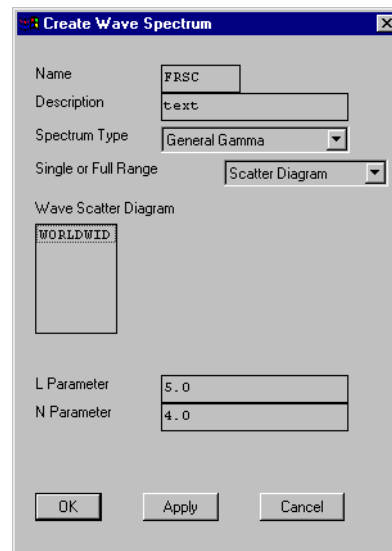 Create Wave Spectrum
Name FRSC
Description text
Spectrum Type General Gamma
Single or Full Range Scatter Diagram
Wave Scatter Diagram
WORLDWID
L Parameter 5.0
N Parameter 4.0
OK Apply Cancel